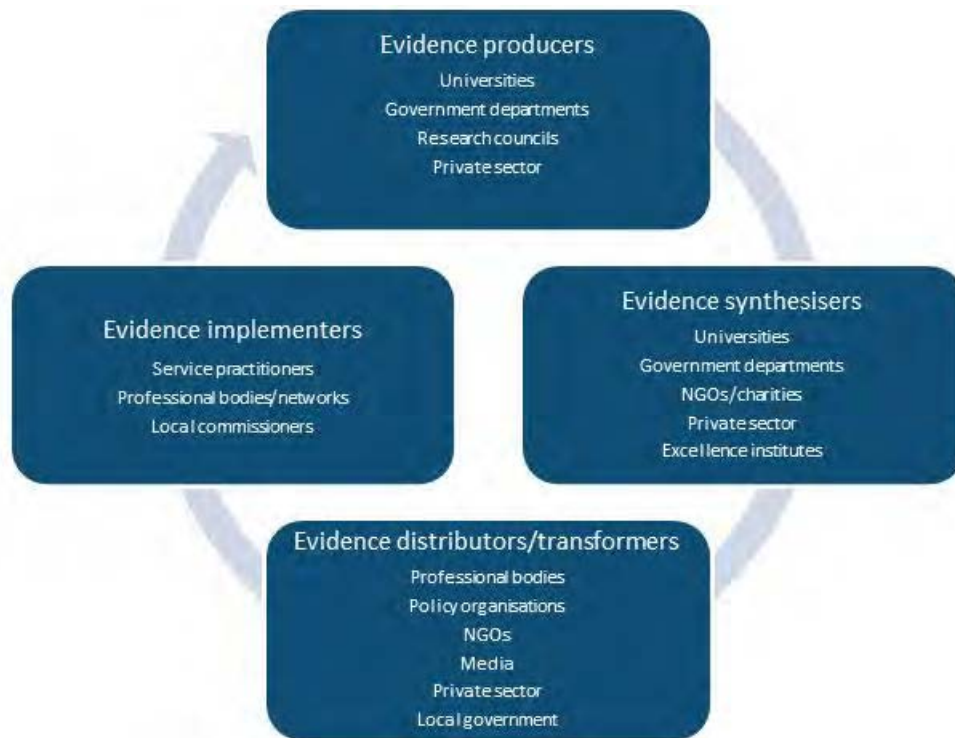 Evidence producers
Universities
Government departments
Research councils
Private sector
Evidence synthesisers
Universities
Government departments
NGOs/charities
Private sector
Excellence institutes
Evidence distributors/transformers
Professional bodies
Policy organisations
NGOs
Media
Private sector
Local government
Evidence implementers
Service practitioners
Professional bodies/networks
Local commissioners